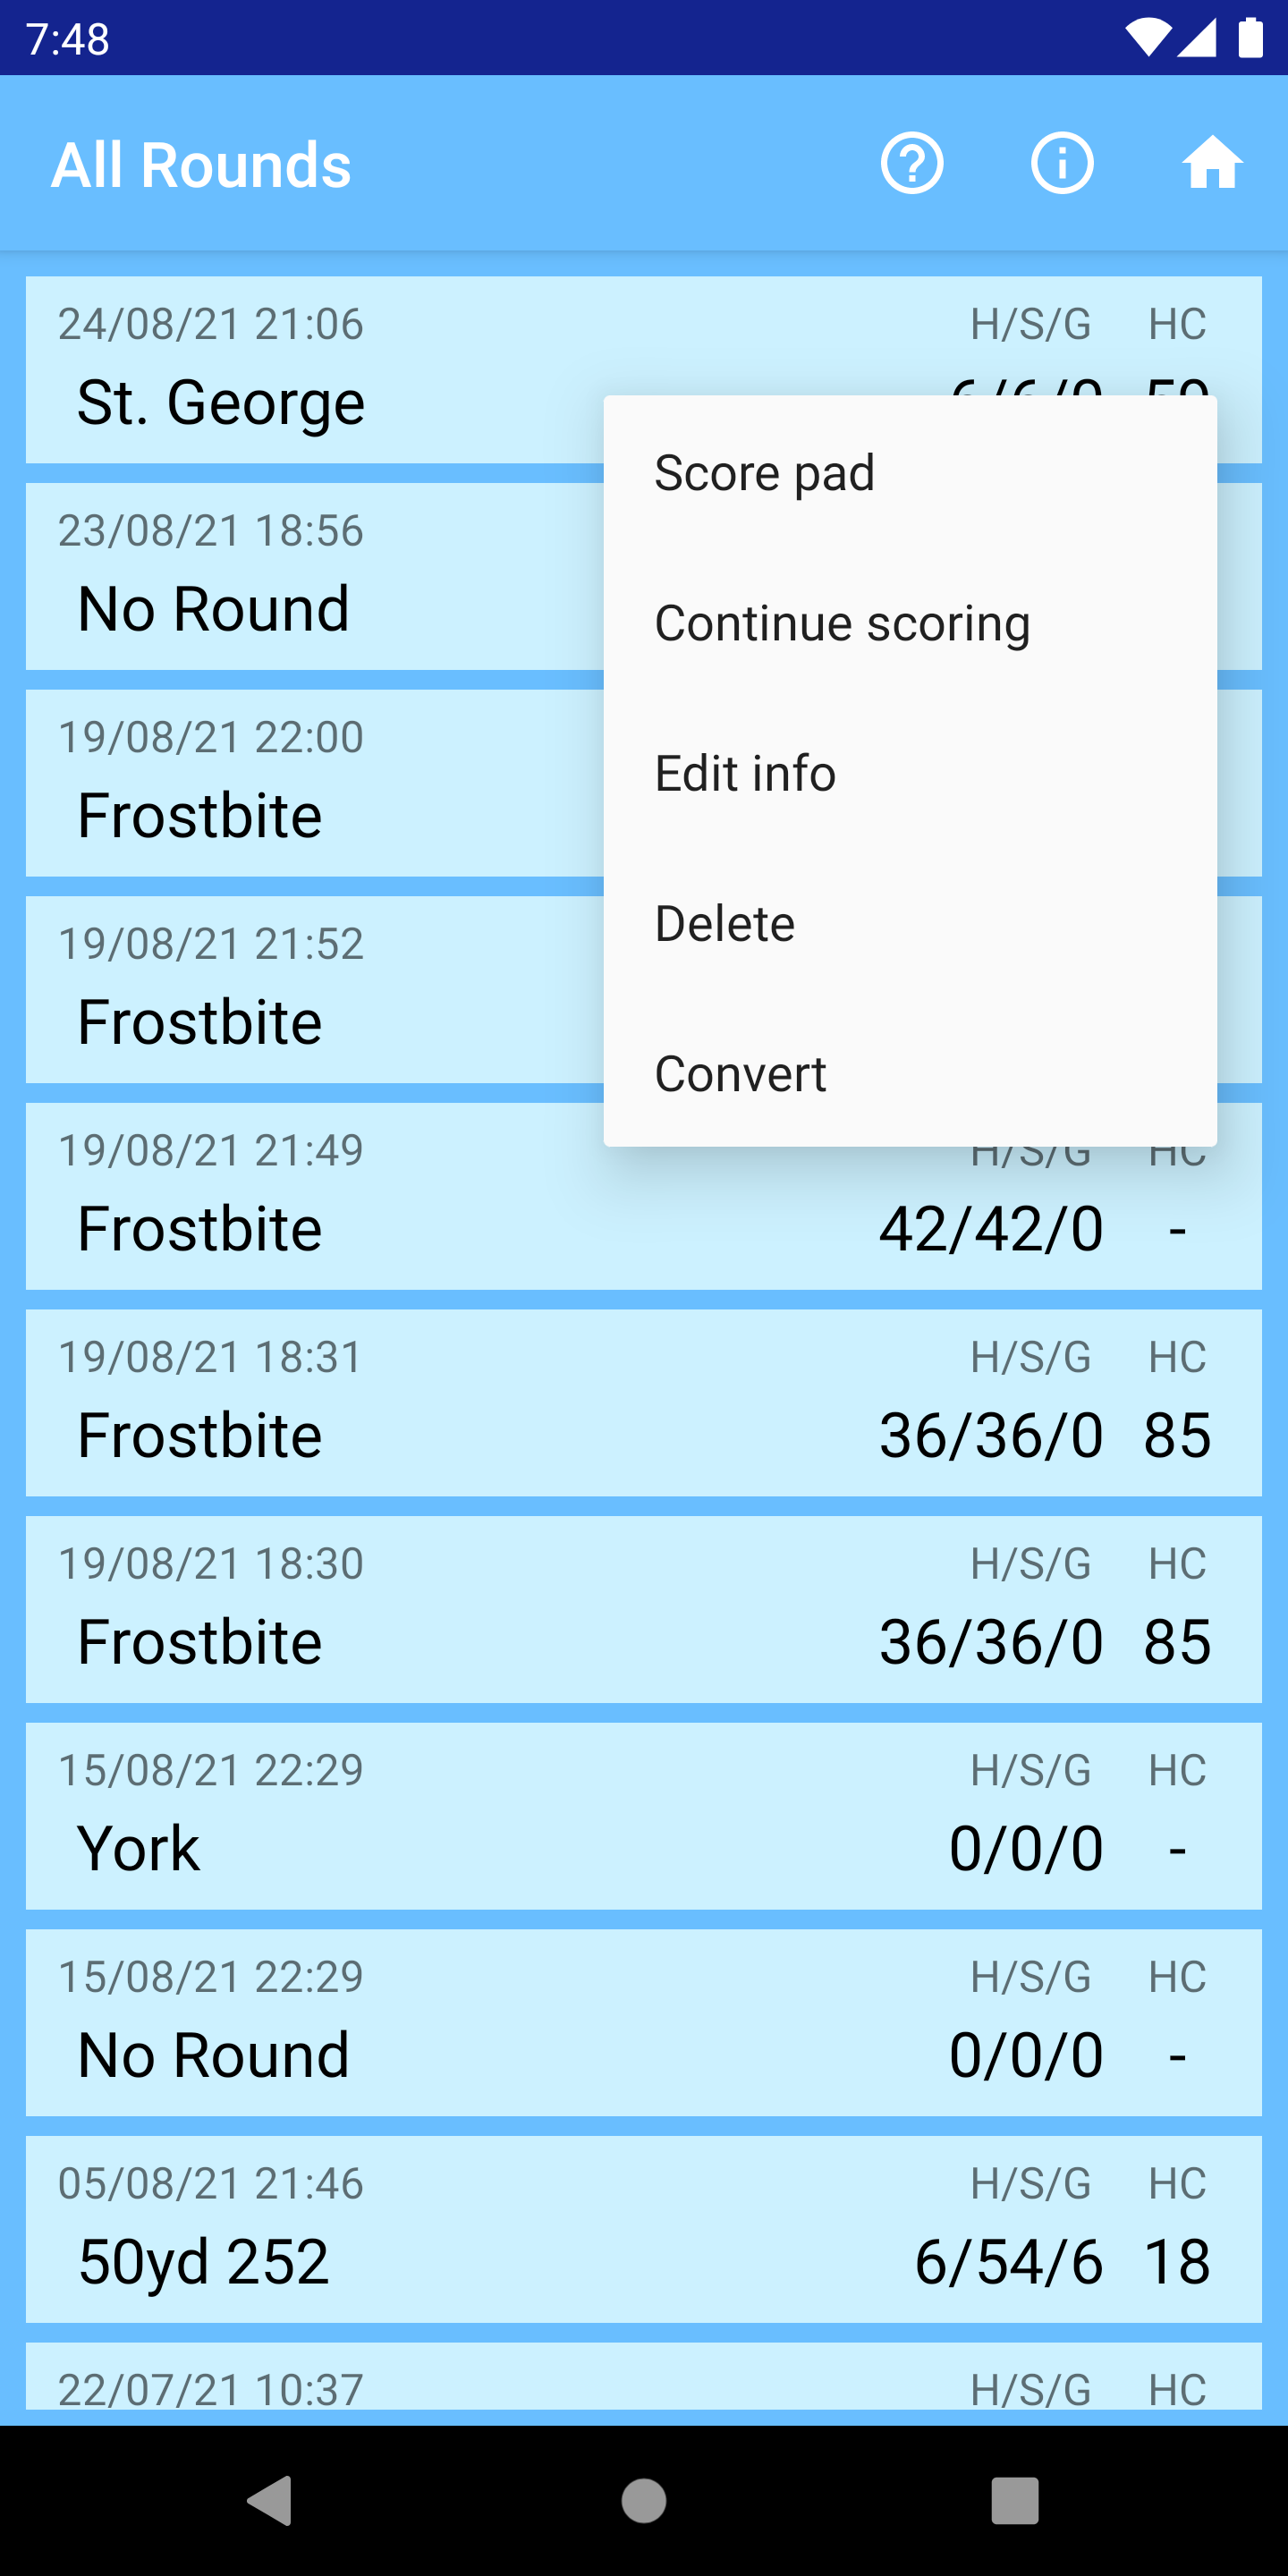 7:48
All Rounds
24/08/21 21:06 H/S/G HC
St. George
Score pad
23/08/21 18:56
No Round
Continue scoring
19/08/21 22:00
Edit info
Frostbite
19/08/21 21:52
Delete
Frostbite
Convert
19/08/21 21:49 H/S/G HC
Frostbite 42/42/0 -
19/08/21 18:31 H/S/G HC
Frostbite 36/36/0 85
19/08/21 18:30 H/S/G HC
Frostbite 36/36/0 85
15/08/21 22:29 H/S/G HC
York 0/0/0 -
15/08/21 22:29 H/S/G HC
No Round 0/0/0 -
05/08/21 21:46 H/S/G HC
50yd 252 6/54/6 18
22/07/21 10:37 H/S/G HC